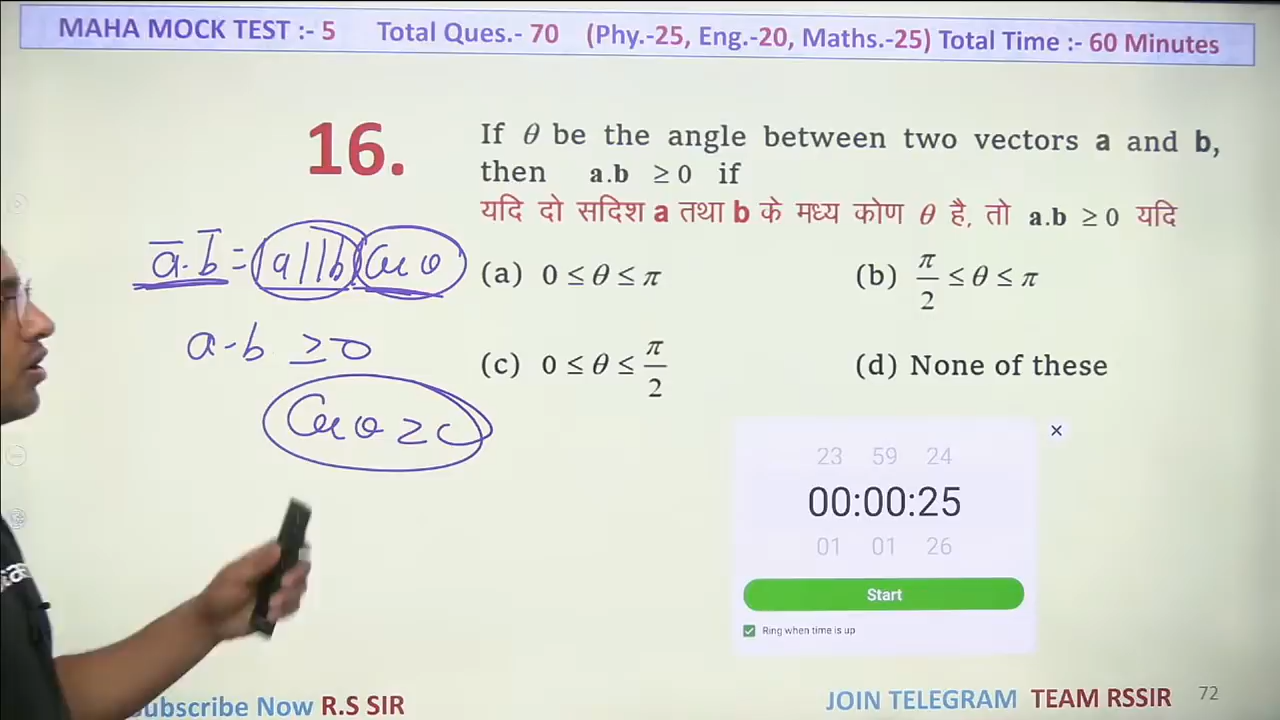 MAHA MOCK TEST :- 5 Total Ques.- 70 (Phy.-25, Eng.-20, Maths.-25) Total Time :- 60 Minutes
16.
If θ be the angle between two vectors a and b,
then a.b ≥ 0 if
यदि दो सदिश a तथा b के मध्य कोण θ है, तो a.b ≥ 0 यदि
a̅.b̅ = |a||b| cos θ
(a) 0 ≤ θ ≤ π (b) π/2 ≤ θ ≤ π
a.b ≥0
(c) 0 ≤ θ ≤ π/2 (d) None of these
cos θ ≥
23 59 24
00:00:25
01 01 26
Start
Ring when time is up
ubscribe Now R.S SIR
JOIN TELEGRAM TEAM RSSIR 72